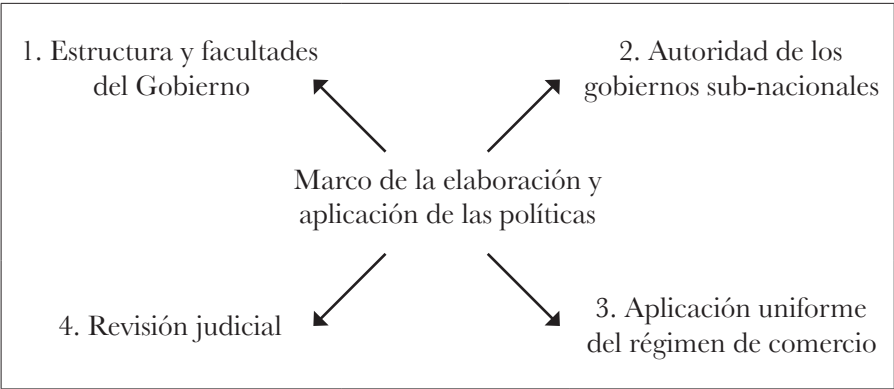 1. Estructura y facultades
del Gobierno
2. Autoridad de los
gobiernos sub-nacionales
Marco de la elaboración y
aplicación de las políticas
4. Revisión judicial
3. Aplicación uniforme
del régimen de comercio